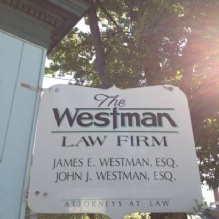 The
Westman
LAW FIRM
JAMES E. WESTMAN, ESQ.
JOHN J. WESTMAN, ESQ.
ATTORNEYS AT LAW